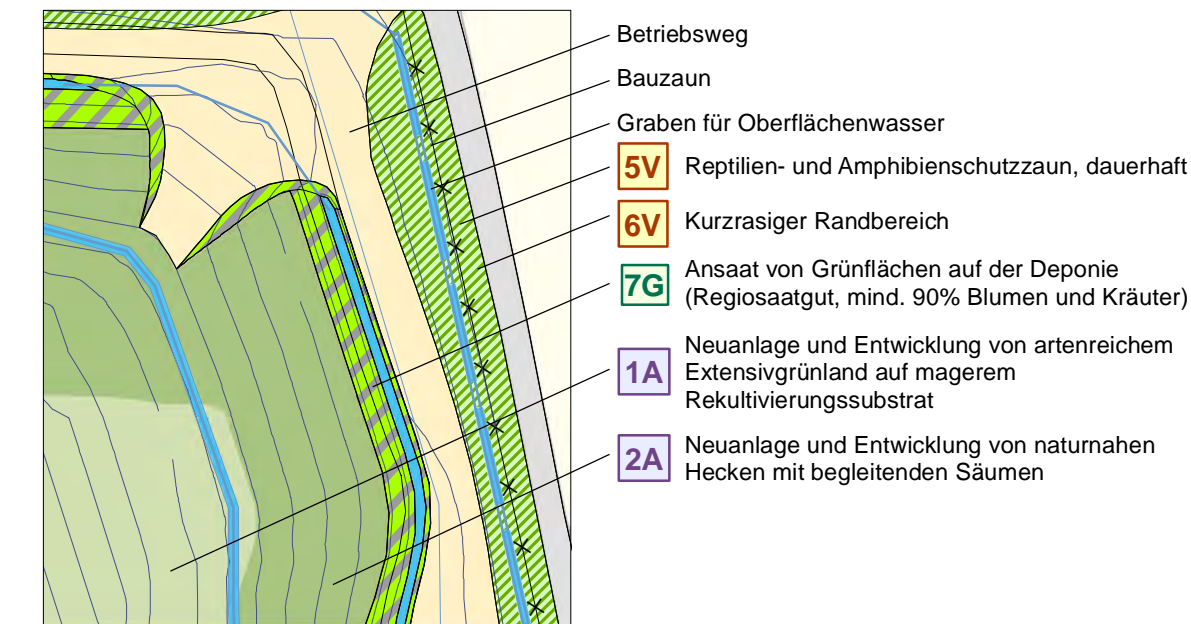 Betriebsweg
Bauzaun
Graben für Oberflächenwasser
5V Reptilien- und Amphibienschutzzaun, dauerhaft
6V Kurzrasiger Randbereich
7G Ansaat von Grünflächen auf der Deponie
(Regiosaatgut, mind. 90% Blumen und Kräuter)
1A Neuanlage und Entwicklung von artenreichem
Extensivgrünland auf magerem
Rekultivierungssubstrat
2A Neuanlage und Entwicklung von naturnahen
Hecken mit begleitenden Säumen